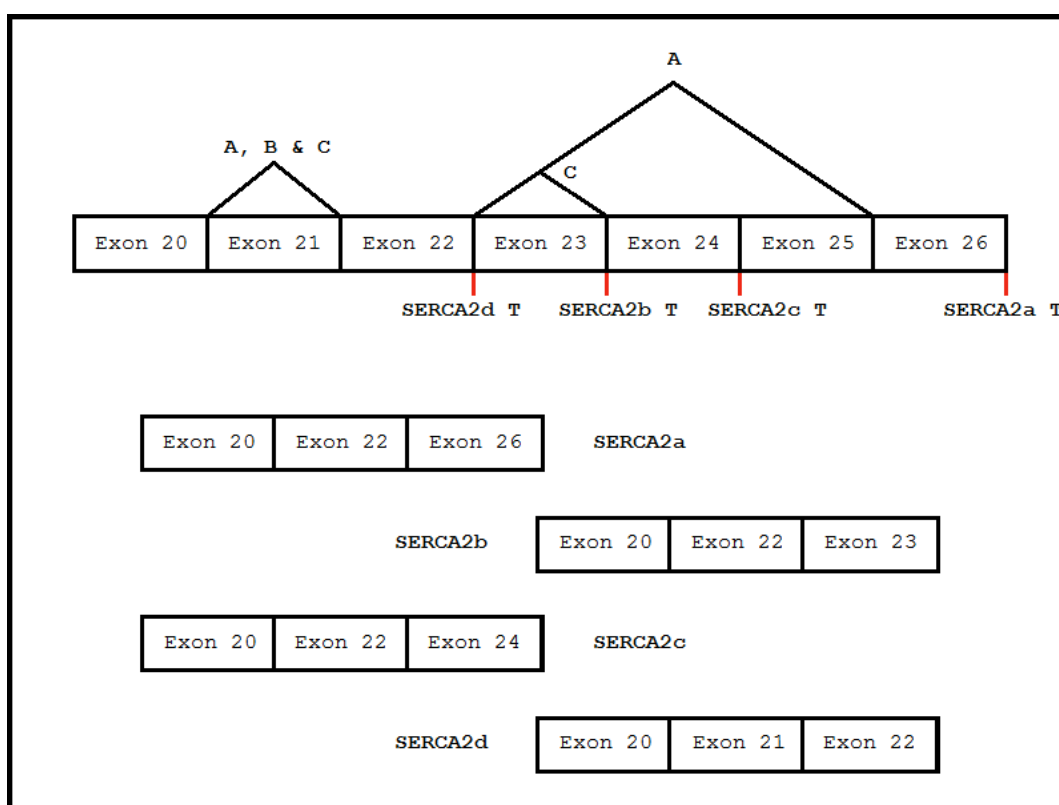 A
A, B & C
C
Exon 20 Exon 21 Exon 22 Exon 23 Exon 24 Exon 25 Exon 26
SERCA2d T SERCA2b T SERCA2c T SERCA2a T
Exon 20 Exon 22 Exon 26 SERCA2a
SERCA2b Exon 20 Exon 22 Exon 23
Exon 20 Exon 22 Exon 24 SERCA2c
SERCA2d Exon 20 Exon 21 Exon 22